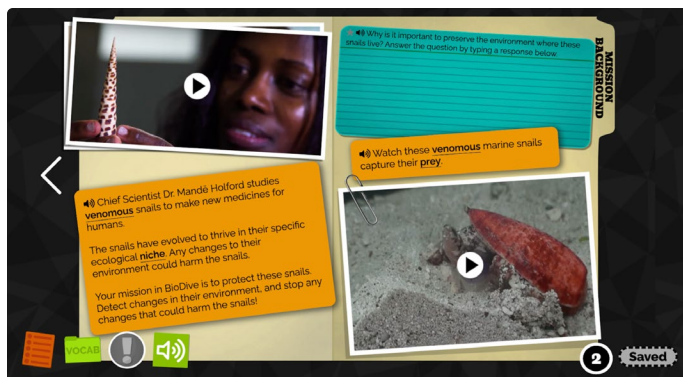 Chief Scientist Dr. Mandë Holford studies
venomous snails to make new medicines for
humans.
The snails have evolved to thrive in their specific
ecological niche. Any changes to their
environment could harm the snails.
Your mission in BioDive is to protect these snails.
Detect changes in their environment, and stop any
changes that could harm the snails!
VOCAB
Why is it important to preserve the environment where these
snails live? Answer the question by typing a response below.
MISSION
BACKGROUND
Watch these venomous marine snails
capture their prey.
2
Saved